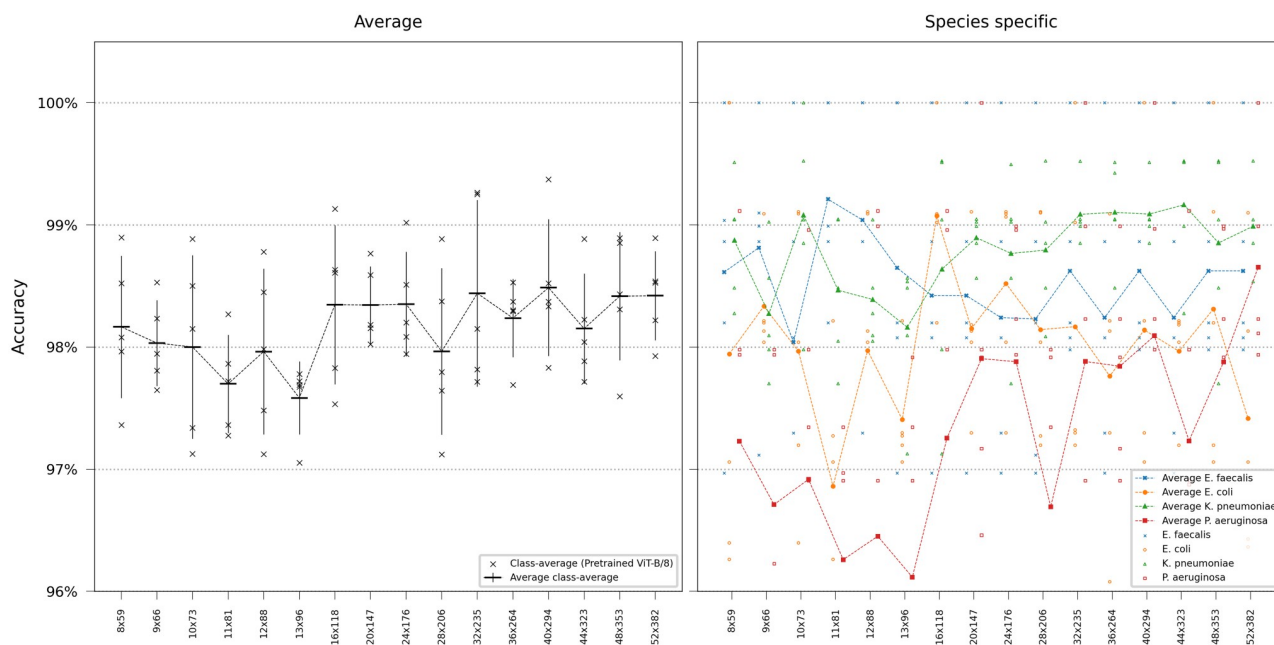 Average
Species specific
Accuracy
100%
99%
98%
97%
96%
Class-average (Pretrained ViT-B/8)
Average class-average
Average E. faecalis
Average E. coli
Average K. pneumoniae
Average P. aeruginosa
E. faecalis
E. coli
K. pneumoniae
P. aeruginosa
8x59
9x66
10x73
11x81
12x88
13x96
16x118
20x147
24x176
28x206
32x235
36x264
40x294
44x323
48x353
52x382
8x59
9x66
10x73
11x81
12x88
13x96
16x118
20x147
24x176
28x206
32x235
36x264
40x294
44x323
48x353
52x382